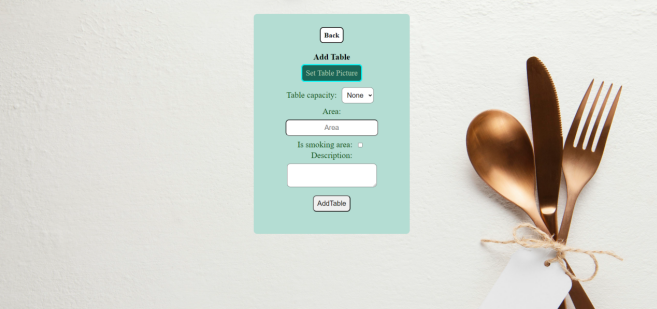 Back
Add Table
Set Table Picture
Table capacity: None
Area:
Area
Is smoking area:
Description:
AddTable